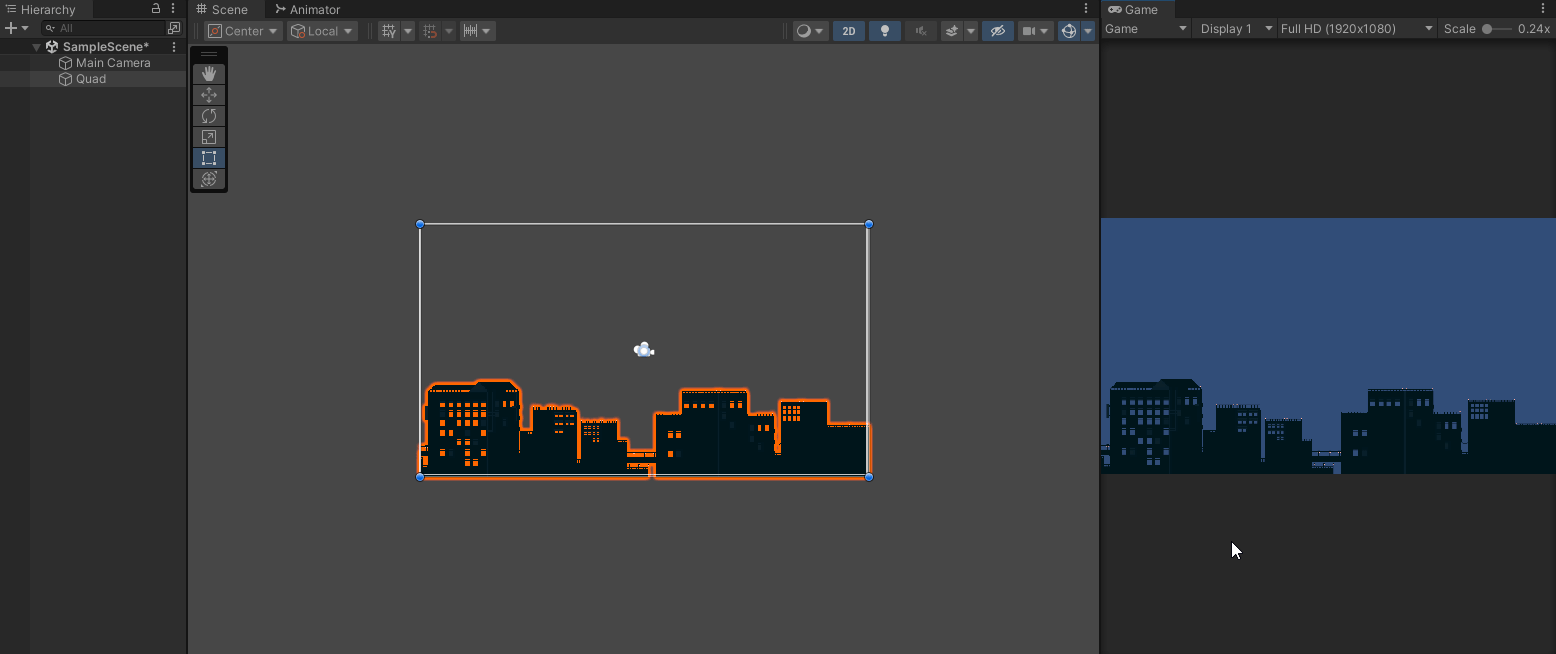 Hierarchy
All
SampleScene*
Main Camera
Quad
Scene
Animator
Center
Local
2D
Game
Game
Display 1
Full HD (1920x1080)
Scale
0.24x